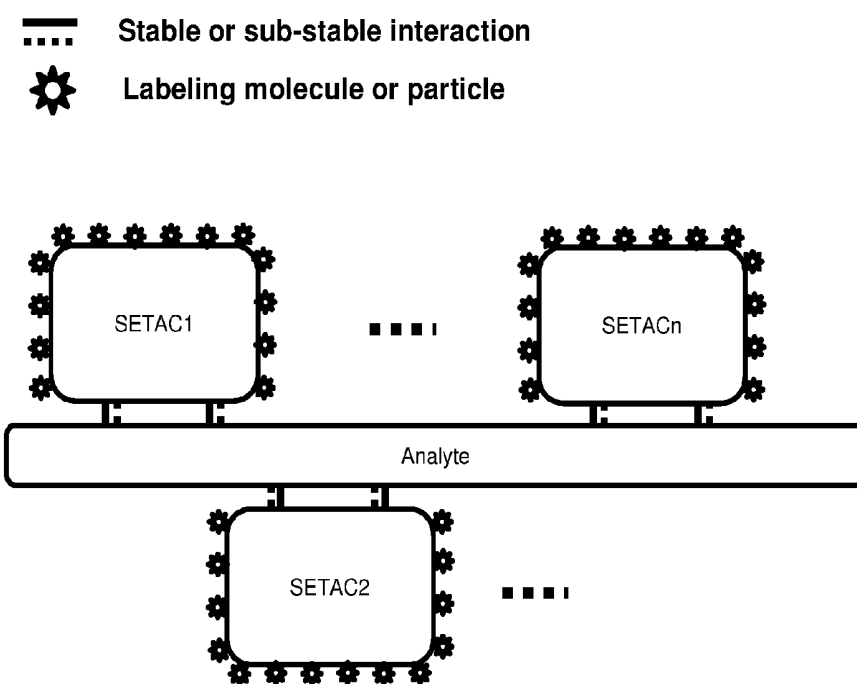 Stable or sub-stable interaction
Labeling molecule or particle
SETAC1
SETACn
Analyte
SETAC2